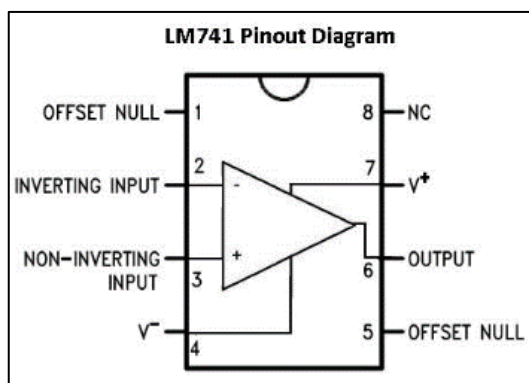 LM741 Pinout Diagram
OFFSET NULL 1
8 NC
2
INVERTING INPUT
-
7
V+
NON-INVERTING
INPUT
+
3
6
OUTPUT
V-
4
5 OFFSET NULL